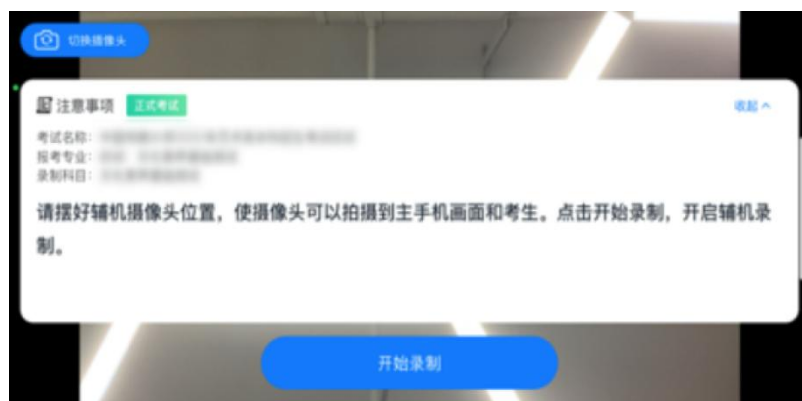 切换摄像头
注意事项 正式考试 收起
考试名称:
报考专业:
录制科目:
请摆好辅机摄像头位置，使摄像头可以拍摄到主手机画面和考生。点击开始录制，开启辅机录
制。
开始录制